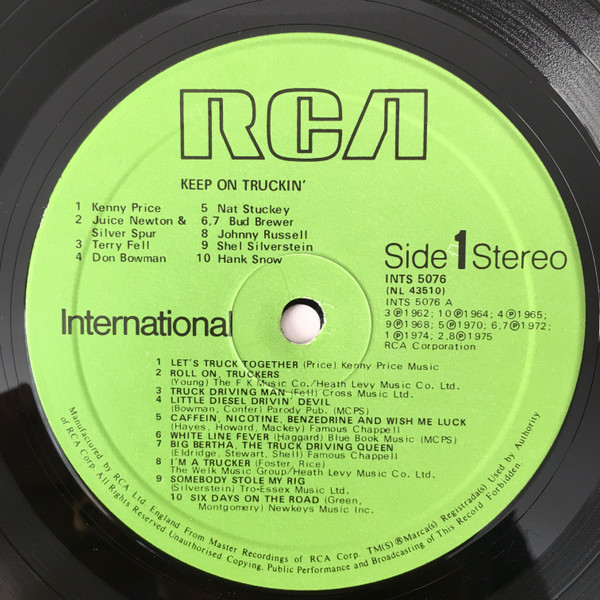 RCA
KEEP ON TRUCKIN'
1 Kenny Price
2 Juice Newton &
Silver Spur
3 Terry Fell
4 Don Bowman
5 Nat Stuckey
6,7 Bud Brewer
8 Johnny Russell
9 Shel Silverstein
10 Hank Snow
Side 1 Stereo
INTS 5076
(NL 43510)
INTS 5076 A
3 ℗ 1962; 10 ℗ 1964; 4 ℗ 1965;
9 ℗ 1968; 5 ℗ 1970; 6,7 ℗ 1972;
1 ℗ 1974; 2,8 ℗ 1975
RCA Corporation
International
1 LET'S TRUCK TOGETHER (Price) Kenny Price Music
2 ROLL ON, TRUCKERS
(Young) The F K Music Co./Heath Levy Music Co. Ltd.
3 TRUCK DRIVING MAN (Fell) Cross Music Ltd.
4 LITTLE DIESEL DRIVIN' DEVIL
(Bowman, Confer) Parody Pub. (MCPS)
5 CAFFEIN, NICOTINE, BENZEDRINE AND WISH ME LUCK
(Hayes, Howard, Mackey) Famous Chappell
6 WHITE LINE FEVER (Haggard) Blue Book Music (MCPS)
7 BIG BERTHA, THE TRUCK DRIVING QUEEN
(Eldridge, Stewart, Shell) Famous Chappell
8 I'M A TRUCKER (Foster, Rice)
The Welk Music Group/Heath Levy Music Co. Ltd.
9 SOMEBODY STOLE MY RIG
(Silverstein) Tro-Essex Music Ltd.
10 SIX DAYS ON THE ROAD (Green,
Montgomery) Newkeys Music Inc.
Manufactured by RCA Ltd. England From Master Recordings of RCA Corp. TM(S)®Marca(s) Registrada(s) Used by Authority
of RCA Corp. All Rights Reserved Unauthorised Copying, Public Performance and Broadcasting of This Record Forbidden.